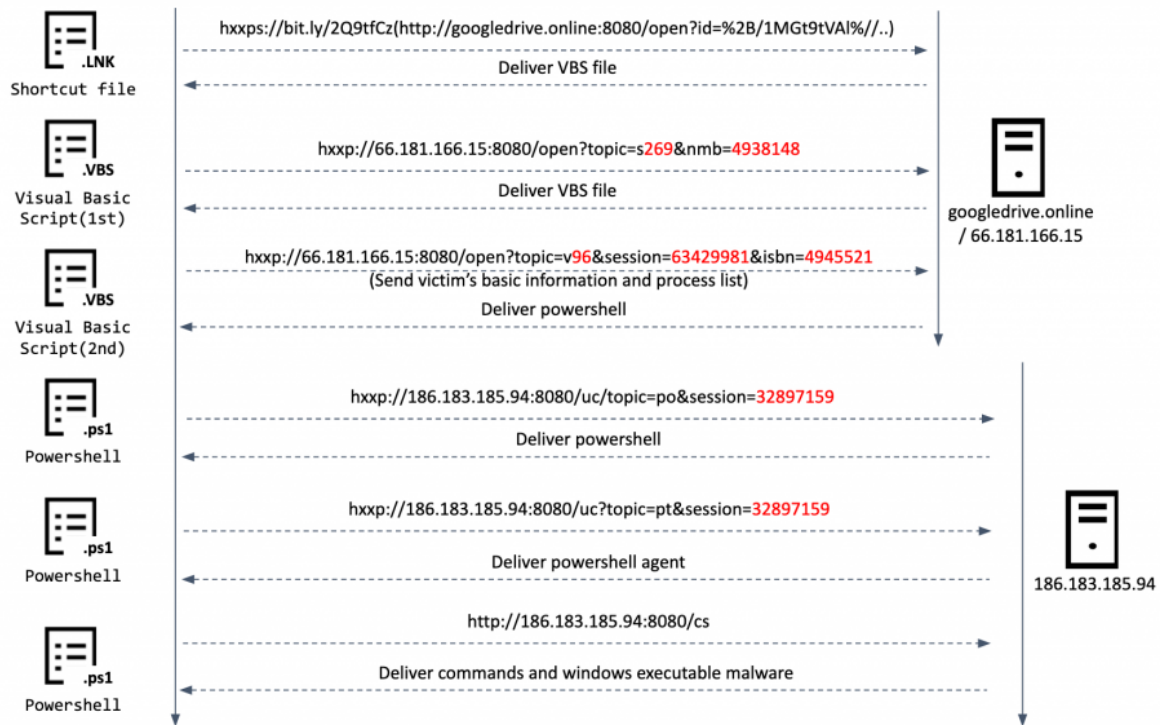 hxxps://bit.ly/2Q9tfCz(http://googledrive.online:8080/open?id=%2B/1MGt9tVAl%//..)
.LNK
Shortcut file
Deliver VBS file
.VBS
Visual Basic
Script(1st)
hxxp://66.181.166.15:8080/open?topic=s269&nmb=4938148
Deliver VBS file
googledrive.online
/ 66.181.166.15
.VBS
Visual Basic
Script(2nd)
hxxp://66.181.166.15:8080/open?topic=v96&session=63429981&isbn=4945521
(Send victim's basic information and process list)
Deliver powershell
.ps1
Powershell
hxxp://186.183.185.94:8080/uc/topic=po&session=32897159
Deliver powershell
.ps1
Powershell
hxxp://186.183.185.94:8080/uc?topic=pt&session=32897159
Deliver powershell agent
186.183.185.94
.ps1
Powershell
http://186.183.185.94:8080/cs
Deliver commands and windows executable malware